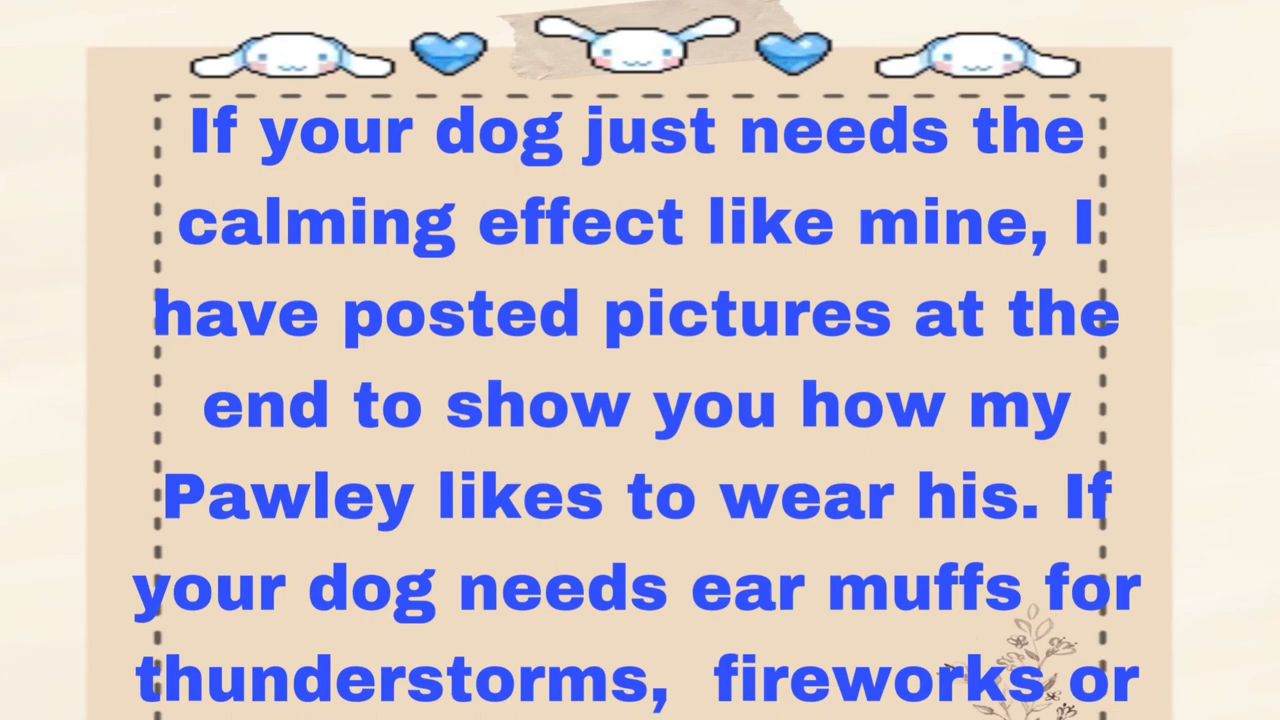 If your dog just needs the
calming effect like mine, I
have posted pictures at the
end to show you how my
Pawley likes to wear his. If
your dog needs ear muffs for
thunderstorms, fireworks or